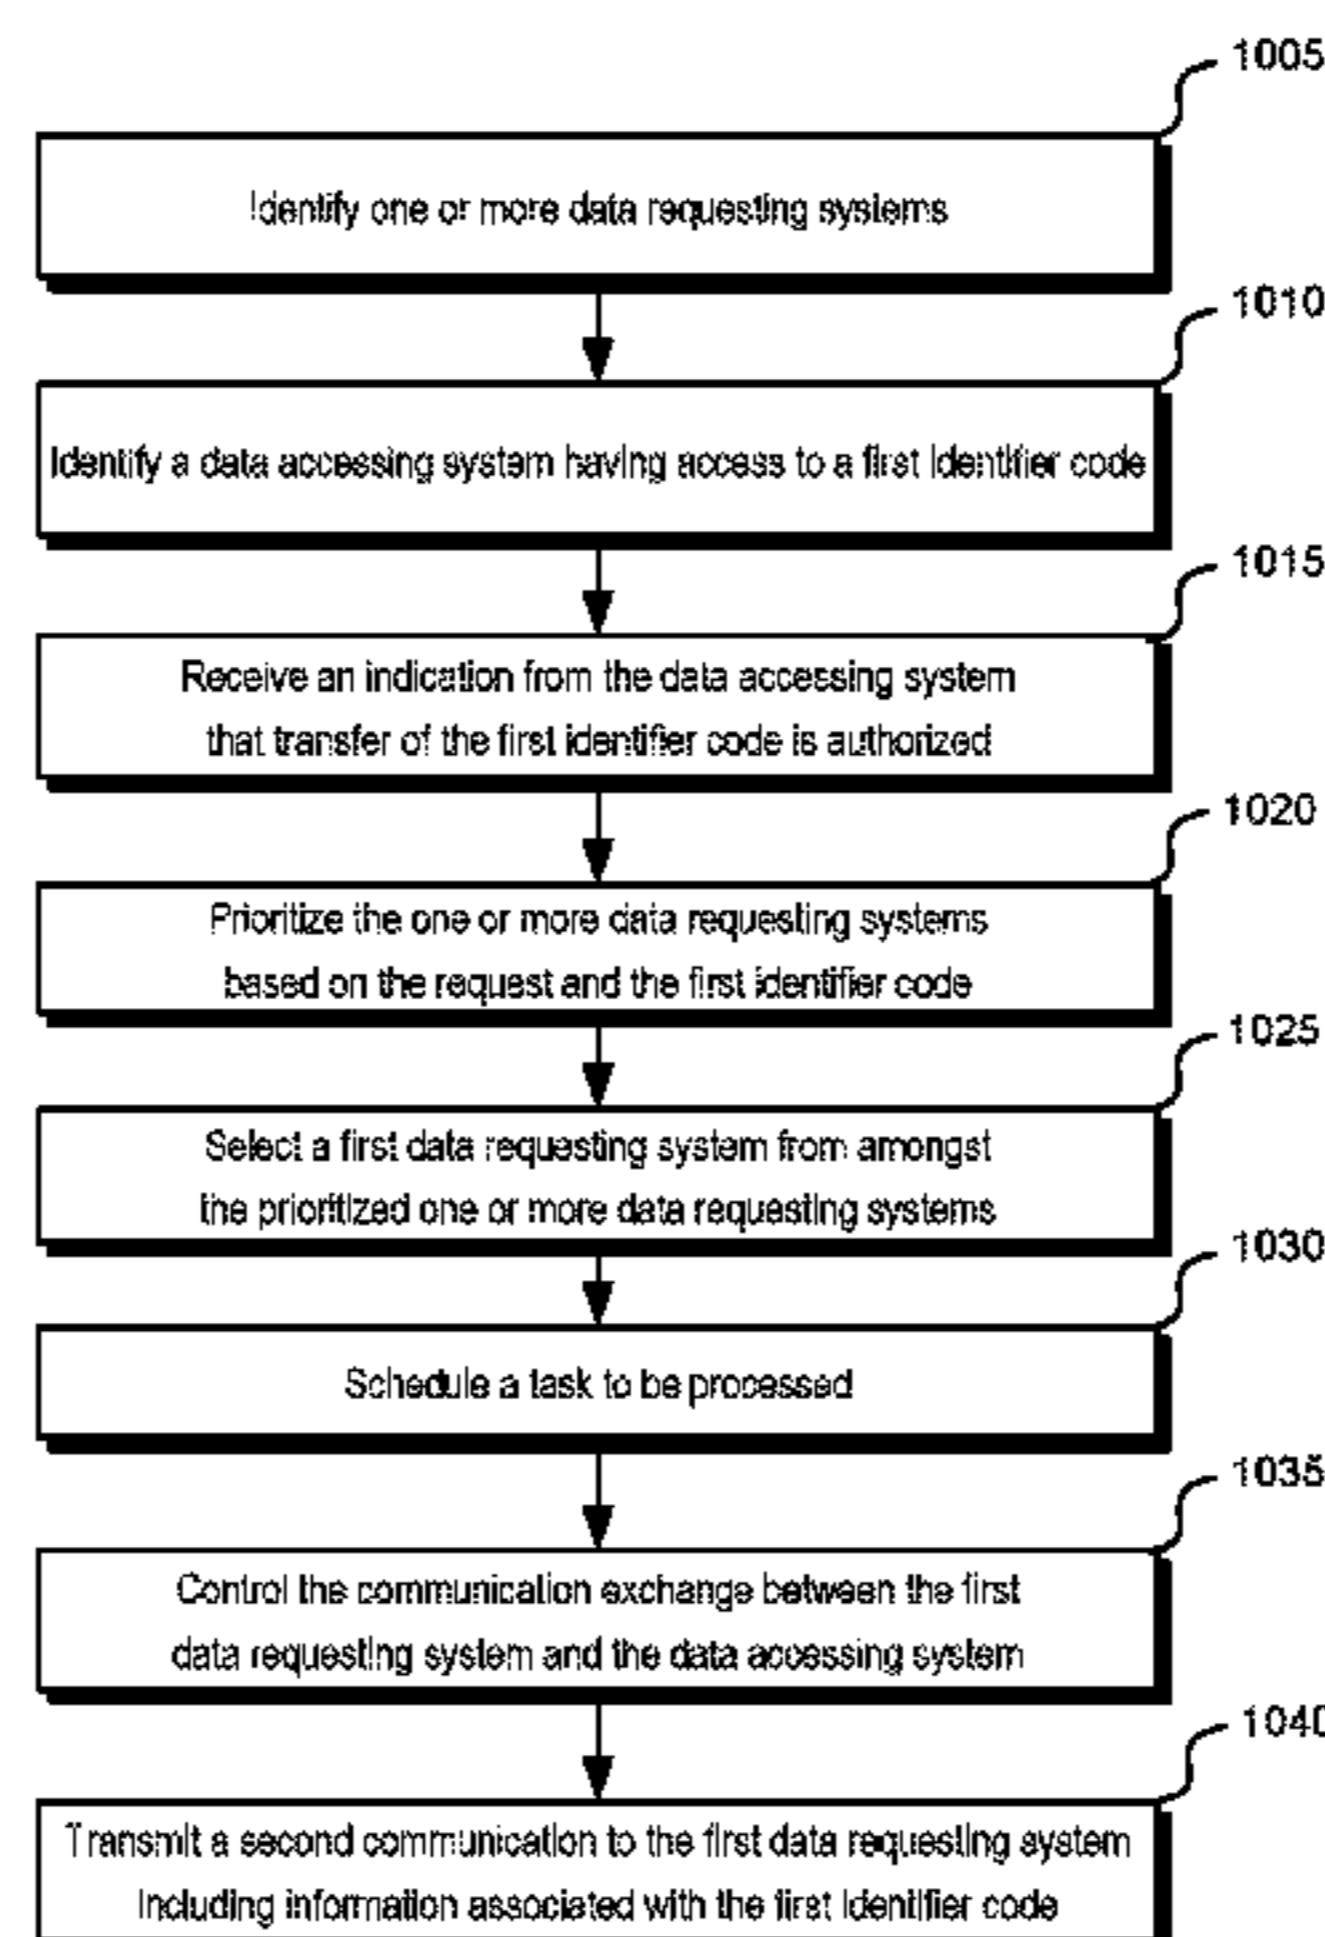 1005
Identify one or more data requesting systems
1010
Identify a data accessing system having access to a first identifier code
1015
Receive an indication from the data accessing system
that transfer of the first identifier code is authorized
1020
Prioritize the one or more data requesting systems
based on the request and the first identifier code
1025
Select a first data requesting system from amongst
the prioritized one or more data requesting systems
1030
Schedule a task to be processed
1035
Control the communication exchange between the first
data requesting system and the data accessing system
1040
Transmit a second communication to the first data requesting system
including information associated with the first identifier code